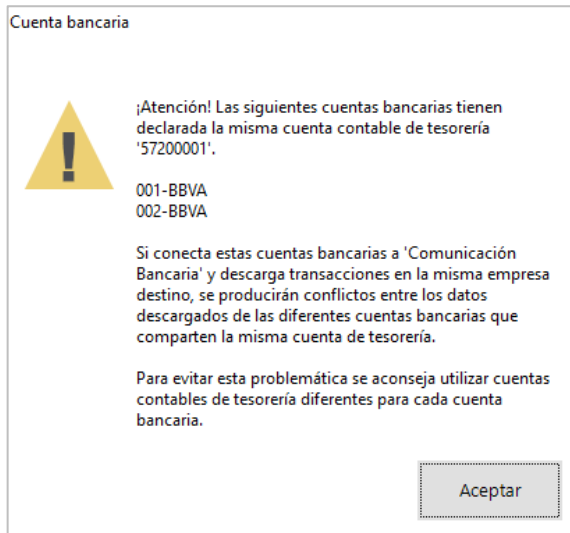 Cuenta bancaria
¡Atención! Las siguientes cuentas bancarias tienen
declarada la misma cuenta contable de tesorería
'57200001'.
001-BBVA
002-BBVA
Si conecta estas cuentas bancarias a 'Comunicación
Bancaria' y descarga transacciones en la misma empresa
destino, se producirán conflictos entre los datos
descargados de las diferentes cuentas bancarias que
comparten la misma cuenta de tesorería.
Para evitar esta problemática se aconseja utilizar cuentas
contables de tesorería diferentes para cada cuenta
bancaria.
Aceptar